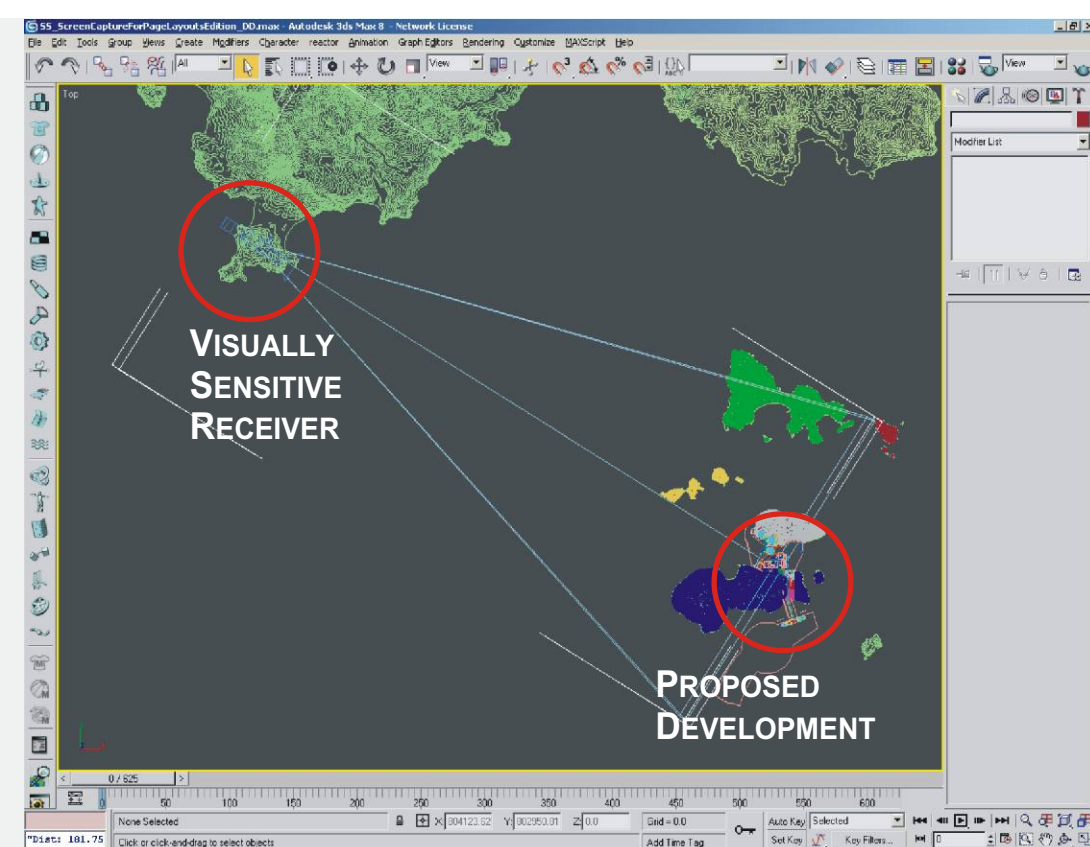 S5_ScreenCaptureForPageLayoutsEdition_DD.max - Autodesk 3ds Max 8 - Network License
File Edit Tools Group Views Create Modifiers Character reactor Animation Graph Editors Rendering Customize MAXScript Help
All View View
Top
Modifier List
VISUALLY
SENSITIVE
RECEIVER
PROPOSED
DEVELOPMENT
0 / 625
0 50 100 150 200 250 300 350 400 450 500 550 600
None Selected X: 804123.62 Y: 802950.81 Z: 0.0 Grid = 0.0 Auto Key Selected
"Dist: 181.75 Click or click-and-drag to select objects Add Time Tag Set Key Key Filters... 0